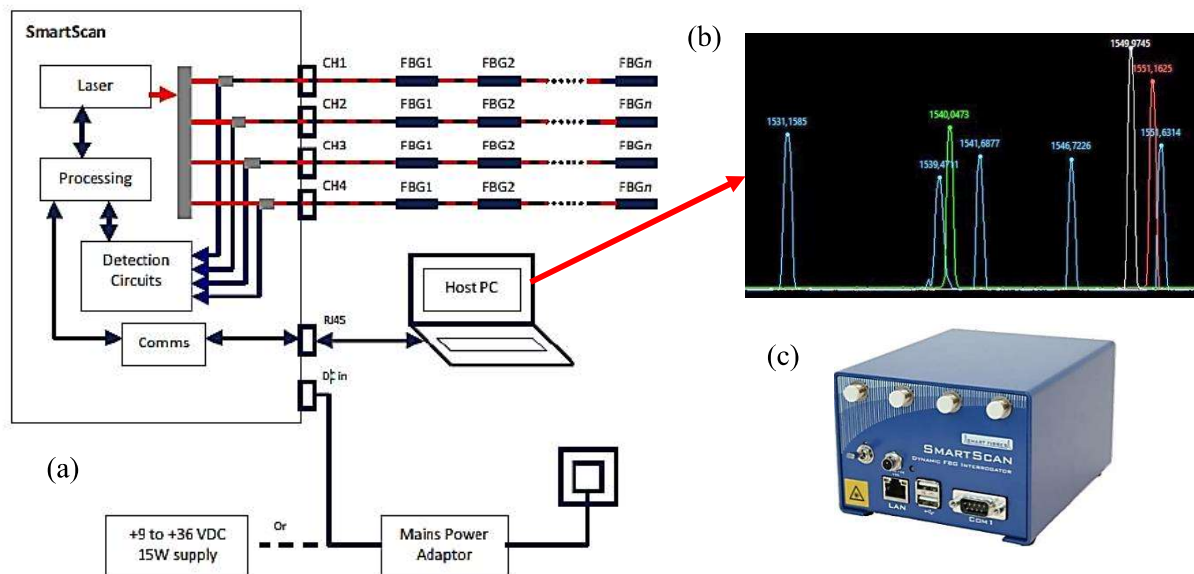 SmartScan
Laser
Processing
Detection
Circuits
Comms
CH1
FBG1
FBG2
FBGn
CH2
FBG1
FBG2
FBGn
CH3
FBG1
FBG2
FBGn
CH4
FBG1
FBG2
FBGn
RJ45
Host PC
DC in
(a)
+9 to +36 VDC
15W supply
Or
Mains Power
Adaptor
(b)
1531,1585
1539,4711
1540,0473
1541,6877
1546,7226
1549,9745
1551,1625
1551,6314
(c)
SMART FIBRES
SMARTSCAN
DYNAMIC FBG INTERROGATOR
LAN
COM1